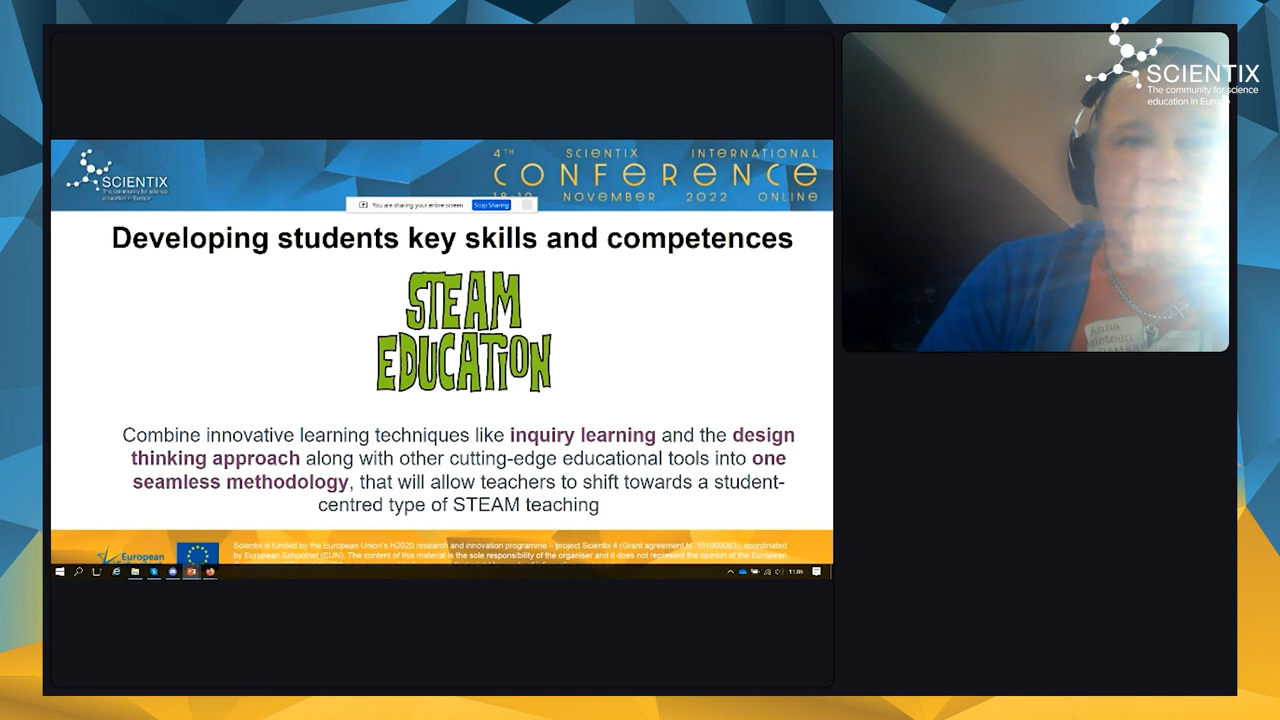 SCIENTIX
The community for science
education in Europe
SCIENTIX
The community for science
education in Europe
4TH SCIENTIX INTERNATIONAL
CONFERENCE
18-19 NOVEMBER 2022 ONLINE
You are sharing your entire screen
Stop Sharing
Developing students key skills and competences
STEAM
EDUCATION
Combine innovative learning techniques like inquiry learning and the design
thinking approach along with other cutting-edge educational tools into one
seamless methodology, that will allow teachers to shift towards a student-
centred type of STEAM teaching
European
Scientix is funded by the European Union's H2020 research and innovation programme – project Scientix 4 (Grant agreement N. 101000063), coordinated
by European Schoolnet (EUN). The content of this material is the sole responsibility of the organiser and it does not represent the opinion of the European
11.06
Anna